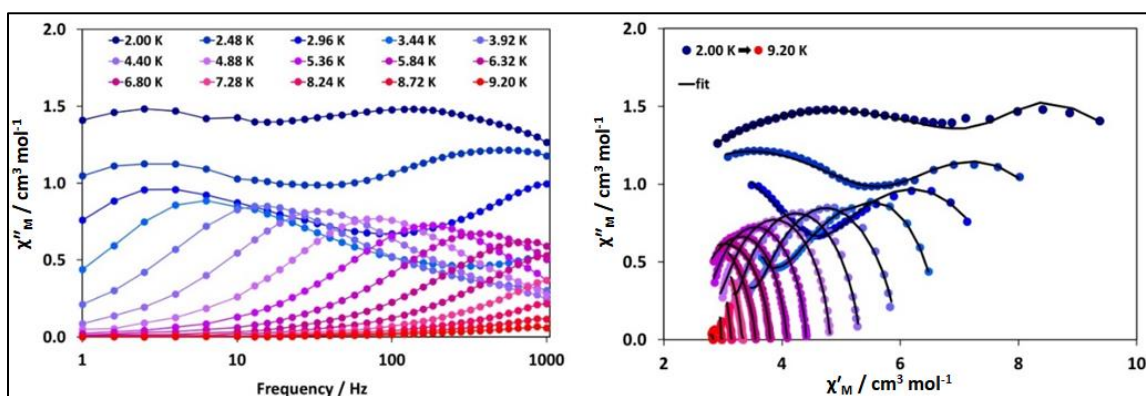 2.0
1.5
1.0
0.5
0.0
χ″M / cm³ mol⁻¹
2.00 K 2.48 K 2.96 K 3.44 K 3.92 K
4.40 K 4.88 K 5.36 K 5.84 K 6.32 K
6.80 K 7.28 K 8.24 K 8.72 K 9.20 K
1 10 100 1000
Frequency / Hz
2.0
1.5
1.0
0.5
0.0
χ″M / cm³ mol⁻¹
2.00 K 9.20 K
fit
2 4 6 8 10
χ′M / cm³ mol⁻¹